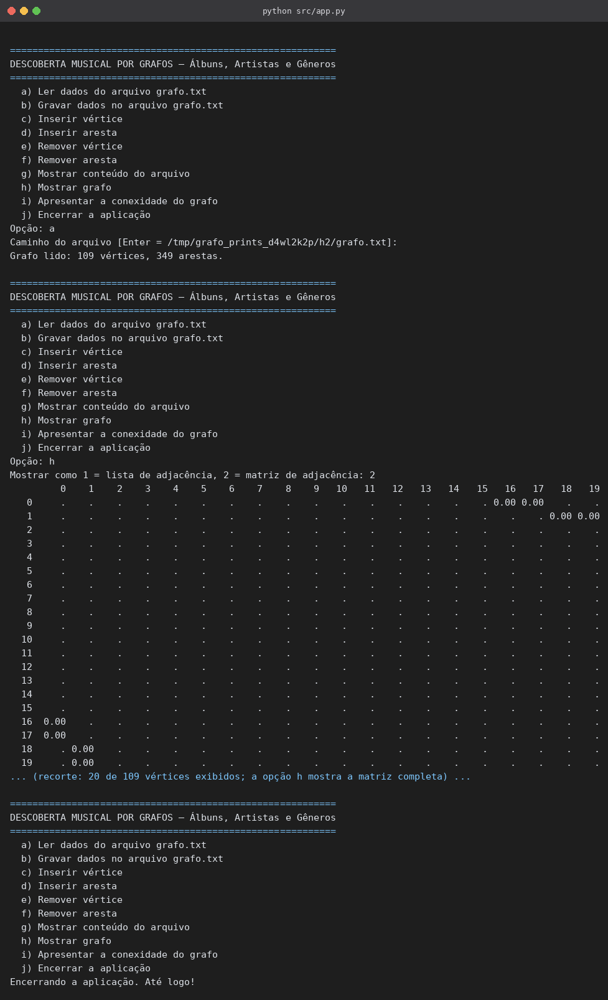 python src/app.py
==========================================================
DESCOBERTA MUSICAL POR GRAFOS — Álbuns, Artistas e Gêneros
==========================================================
  a) Ler dados do arquivo grafo.txt
  b) Gravar dados no arquivo grafo.txt
  c) Inserir vértice
  d) Inserir aresta
  e) Remover vértice
  f) Remover aresta
  g) Mostrar conteúdo do arquivo
  h) Mostrar grafo
  i) Apresentar a conexidade do grafo
  j) Encerrar a aplicação
Opção: a
Caminho do arquivo [Enter = /tmp/grafo_prints_d4wl2k2p/h2/grafo.txt]:
Grafo lido: 109 vértices, 349 arestas.
==========================================================
DESCOBERTA MUSICAL POR GRAFOS — Álbuns, Artistas e Gêneros
==========================================================
  a) Ler dados do arquivo grafo.txt
  b) Gravar dados no arquivo grafo.txt
  c) Inserir vértice
  d) Inserir aresta
  e) Remover vértice
  f) Remover aresta
  g) Mostrar conteúdo do arquivo
  h) Mostrar grafo
  i) Apresentar a conexidade do grafo
  j) Encerrar a aplicação
Opção: h
Mostrar como 1 = lista de adjacência, 2 = matriz de adjacência: 2
         0    1    2    3    4    5    6    7    8    9   10   11   12   13   14   15   16   17   18   19
   0     .    .    .    .    .    .    .    .    .    .    .    .    .    .    .    . 0.00 0.00    .    .
   1     .    .    .    .    .    .    .    .    .    .    .    .    .    .    .    .    .    . 0.00 0.00
   2     .    .    .    .    .    .    .    .    .    .    .    .    .    .    .    .    .    .    .    .
   3     .    .    .    .    .    .    .    .    .    .    .    .    .    .    .    .    .    .    .    .
   4     .    .    .    .    .    .    .    .    .    .    .    .    .    .    .    .    .    .    .    .
   5     .    .    .    .    .    .    .    .    .    .    .    .    .    .    .    .    .    .    .    .
   6     .    .    .    .    .    .    .    .    .    .    .    .    .    .    .    .    .    .    .    .
   7     .    .    .    .    .    .    .    .    .    .    .    .    .    .    .    .    .    .    .    .
   8     .    .    .    .    .    .    .    .    .    .    .    .    .    .    .    .    .    .    .    .
   9     .    .    .    .    .    .    .    .    .    .    .    .    .    .    .    .    .    .    .    .
  10     .    .    .    .    .    .    .    .    .    .    .    .    .    .    .    .    .    .    .    .
  11     .    .    .    .    .    .    .    .    .    .    .    .    .    .    .    .    .    .    .    .
  12     .    .    .    .    .    .    .    .    .    .    .    .    .    .    .    .    .    .    .    .
  13     .    .    .    .    .    .    .    .    .    .    .    .    .    .    .    .    .    .    .    .
  14     .    .    .    .    .    .    .    .    .    .    .    .    .    .    .    .    .    .    .    .
  15     .    .    .    .    .    .    .    .    .    .    .    .    .    .    .    .    .    .    .    .
  16  0.00    .    .    .    .    .    .    .    .    .    .    .    .    .    .    .    .    .    .    .
  17  0.00    .    .    .    .    .    .    .    .    .    .    .    .    .    .    .    .    .    .    .
  18     . 0.00    .    .    .    .    .    .    .    .    .    .    .    .    .    .    .    .    .    .
  19     . 0.00    .    .    .    .    .    .    .    .    .    .    .    .    .    .    .    .    .    .
... (recorte: 20 de 109 vértices exibidos; a opção h mostra a matriz completa) ...
==========================================================
DESCOBERTA MUSICAL POR GRAFOS — Álbuns, Artistas e Gêneros
==========================================================
  a) Ler dados do arquivo grafo.txt
  b) Gravar dados no arquivo grafo.txt
  c) Inserir vértice
  d) Inserir aresta
  e) Remover vértice
  f) Remover aresta
  g) Mostrar conteúdo do arquivo
  h) Mostrar grafo
  i) Apresentar a conexidade do grafo
  j) Encerrar a aplicação
Encerrando a aplicação. Até logo!